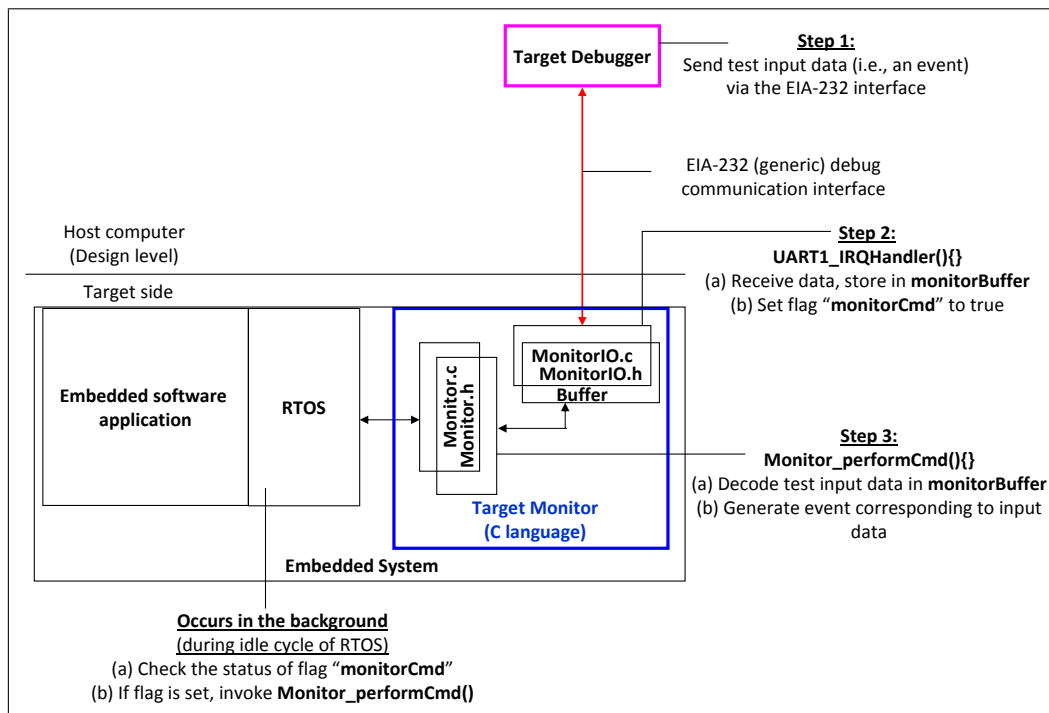 Target Debugger
Step 1:
Send test input data (i.e., an event)
via the EIA-232 interface
EIA-232 (generic) debug
communication interface
Host computer
(Design level)
Step 2:
UART1_IRQHandler(){}
(a) Receive data, store in monitorBuffer
(b) Set flag “monitorCmd” to true
Target side
Embedded software
application
RTOS
Monitor.c
Monitor.h
MonitorIO.c
MonitorIO.h
Buffer
Target Monitor
(C language)
Embedded System
Step 3:
Monitor_performCmd(){}
(a) Decode test input data in monitorBuffer
(b) Generate event corresponding to input
data
Occurs in the background
(during idle cycle of RTOS)
(a) Check the status of flag “monitorCmd”
(b) If flag is set, invoke Monitor_performCmd()